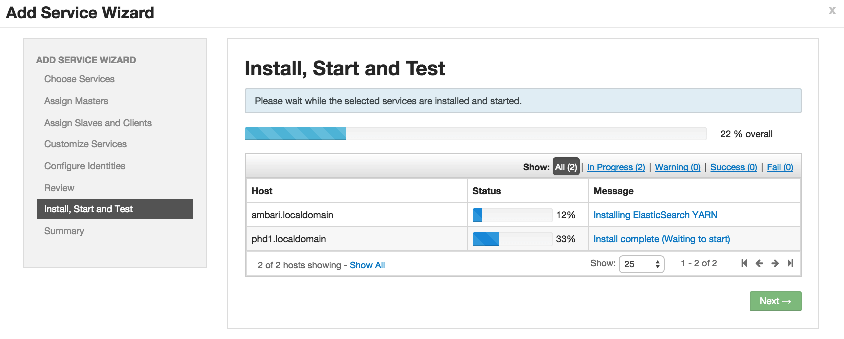 Add Service Wizard x
ADD SERVICE WIZARD
Choose Services
Assign Masters
Assign Slaves and Clients
Customize Services
Configure Identities
Review
Install, Start and Test
Summary
Install, Start and Test
Please wait while the selected services are installed and started.
22 % overall
Show: All (2) | In Progress (2) | Warning (0) | Success (0) | Fail (0)
Host Status Message
ambari.localdomain 12% Installing ElasticSearch YARN
phd1.localdomain 33% Install complete (Waiting to start)
2 of 2 hosts showing - Show All Show: 25 1 - 2 of 2
Next →